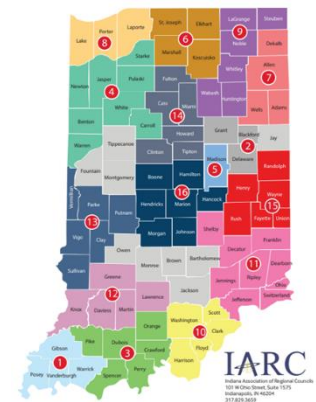 St. Joseph
Elkhart
LaGrange
Steuben
Lake
Porter
Laporte
8
6
9
Noble
Dekalb
Starke
Marshall
Kosciusko
Whitley
Allen
7
Newton
Jasper
Pulaski
Fulton
4
Cass
Wabash
Huntington
Wells
Adams
White
14
Benton
Carroll
Howard
Grant
Blackford
Jay
2
Warren
Tippecanoe
Clinton
Tipton
Madison
Delaware
5
Randolph
Fountain
Montgomery
Boone
Hamilton
Henry
Wayne
16
15
Parke
Putnam
Hendricks
Marion
Hancock
13
Rush
Fayette
Union
Vigo
Clay
Morgan
Johnson
Shelby
Franklin
Owen
Decatur
Sullivan
Monroe
Brown
Bartholomew
11
Dearborn
Greene
Ripley
Jennings
Ohio
12
Lawrence
Jackson
Jefferson
Switzerland
Knox
Daviess
Martin
Washington
Scott
Orange
10
Clark
Gibson
Pike
Dubois
Crawford
Floyd
1
3
Harrison
Posey
Vanderburgh
Warrick
Spencer
Perry
IARC
Indiana Association of Regional Councils
101 W Ohio Street, Suite 1575
Indianapolis, IN 46204
317.829.3659